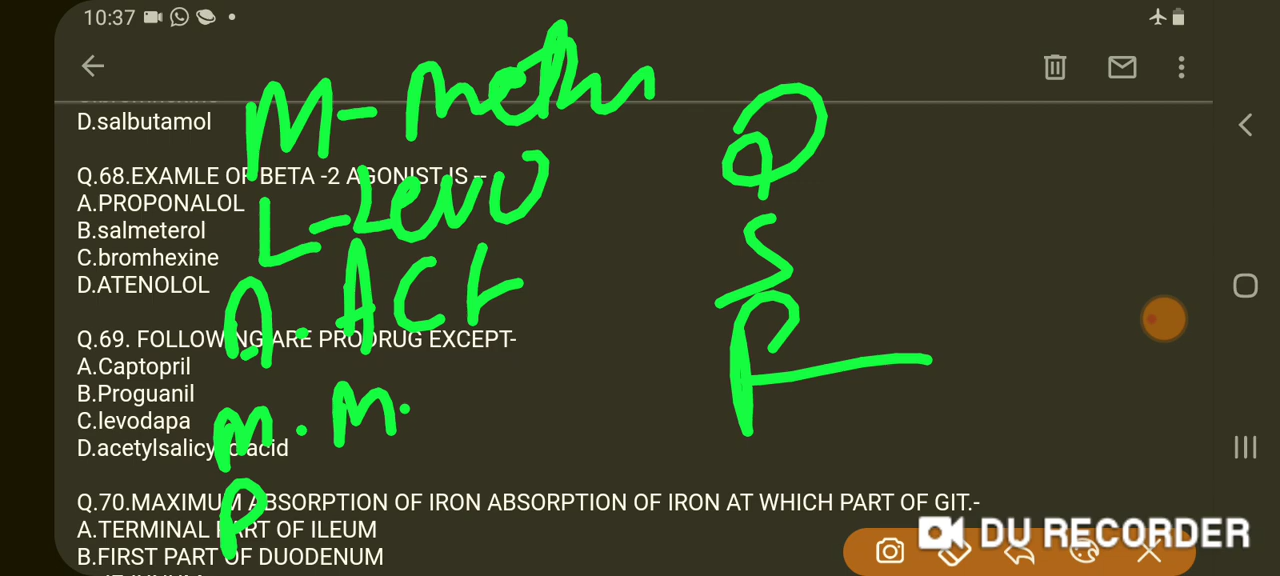 10:37
D.salbutamol
Q.68.EXAMLE OF BETA -2 AGONIST IS --
A.PROPONALOL
B.salmeterol
C.bromhexine
D.ATENOLOL
Q.69. FOLLOWING ARE PRODRUG EXCEPT-
A.Captopril
B.Proguanil
C.levodapa
D.acetylsalicylic acid
Q.70.MAXIMUM ABSORPTION OF IRON ABSORPTION OF IRON AT WHICH PART OF GIT.-
A.TERMINAL PART OF ILEUM
B.FIRST PART OF DUODENUM
M-
L-Levo
A.
M. M.
P
DU RECORDER